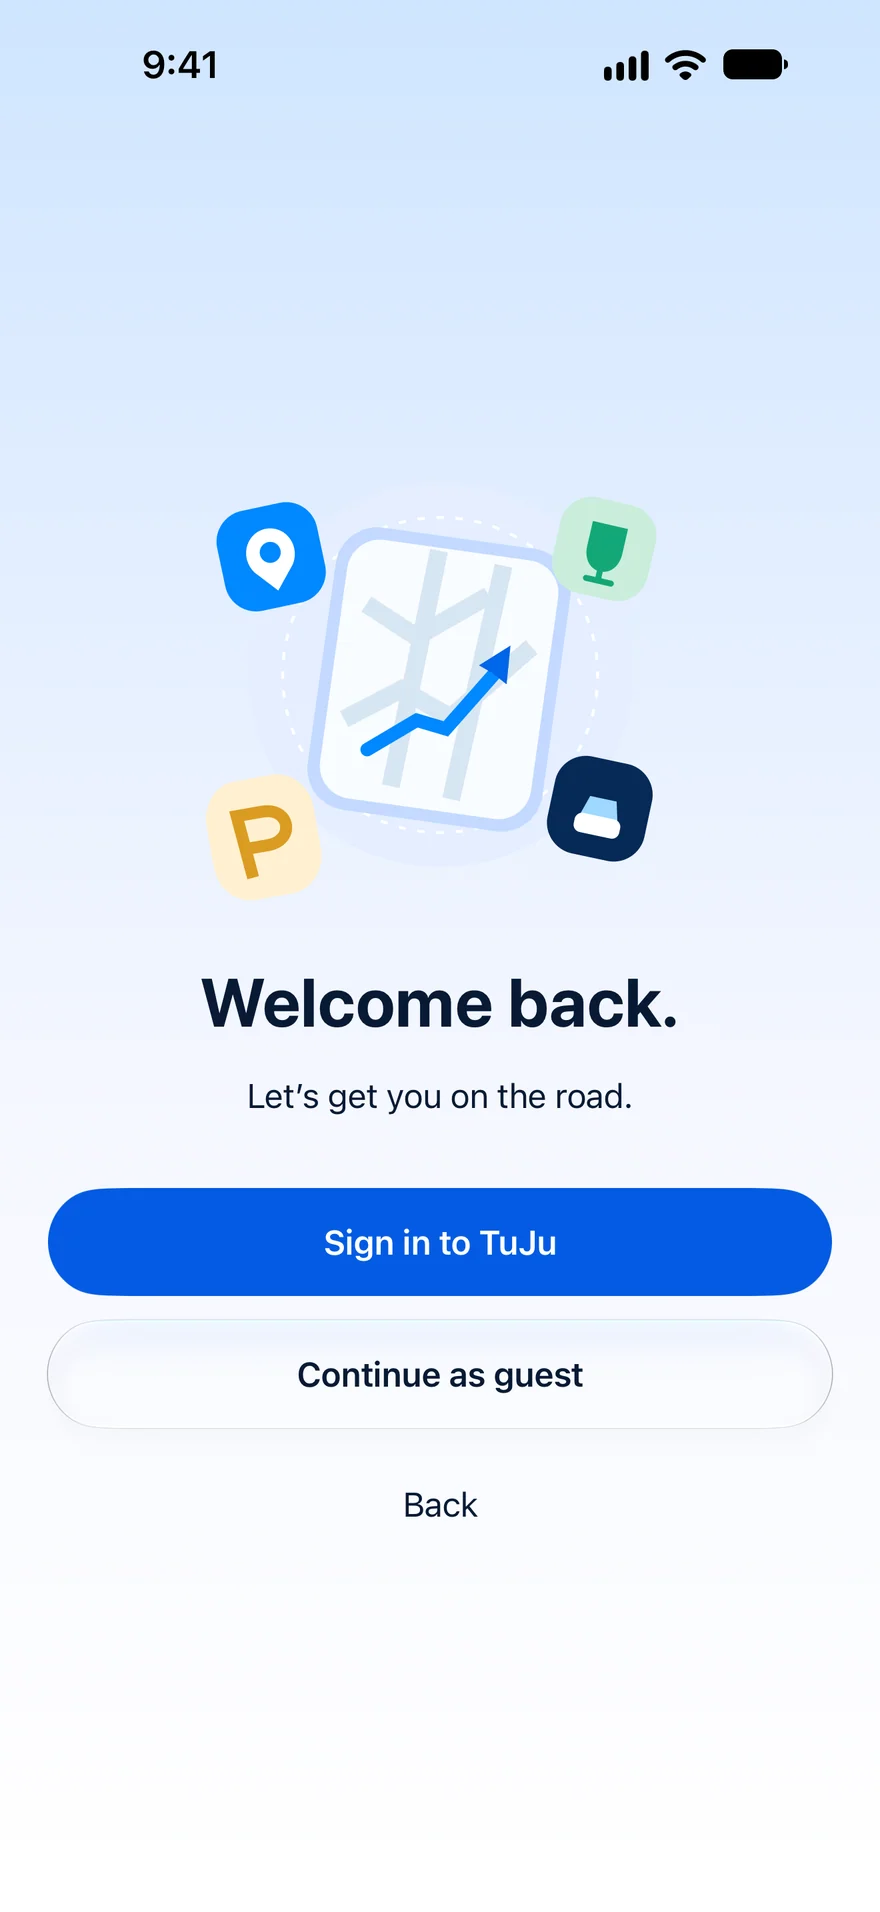 9:41
P
Welcome back.
Let’s get you on the road.
Sign in to TuJu
Continue as guest
Back